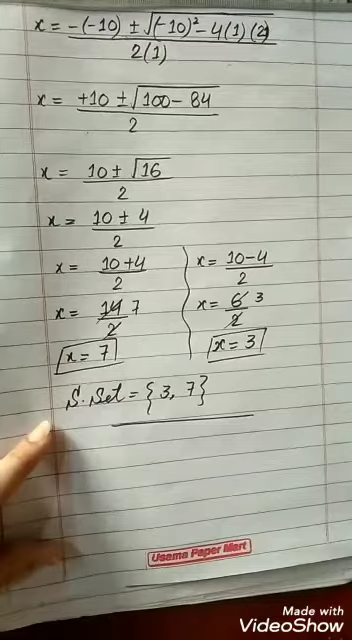 x = -(-10) ± √(-10)² - 4(1)(2
2(1)
x = +10 ± √100 - 84
2
x = 10 ± √16
2
x = 10 ± 4
2
x = 10+4
2
x = 14 7
2
x = 7
x = 10-4
2
x = 6 3
2
x = 3
S. Set = {3, 7}
Usama Paper Mart
Made with
VideoShow